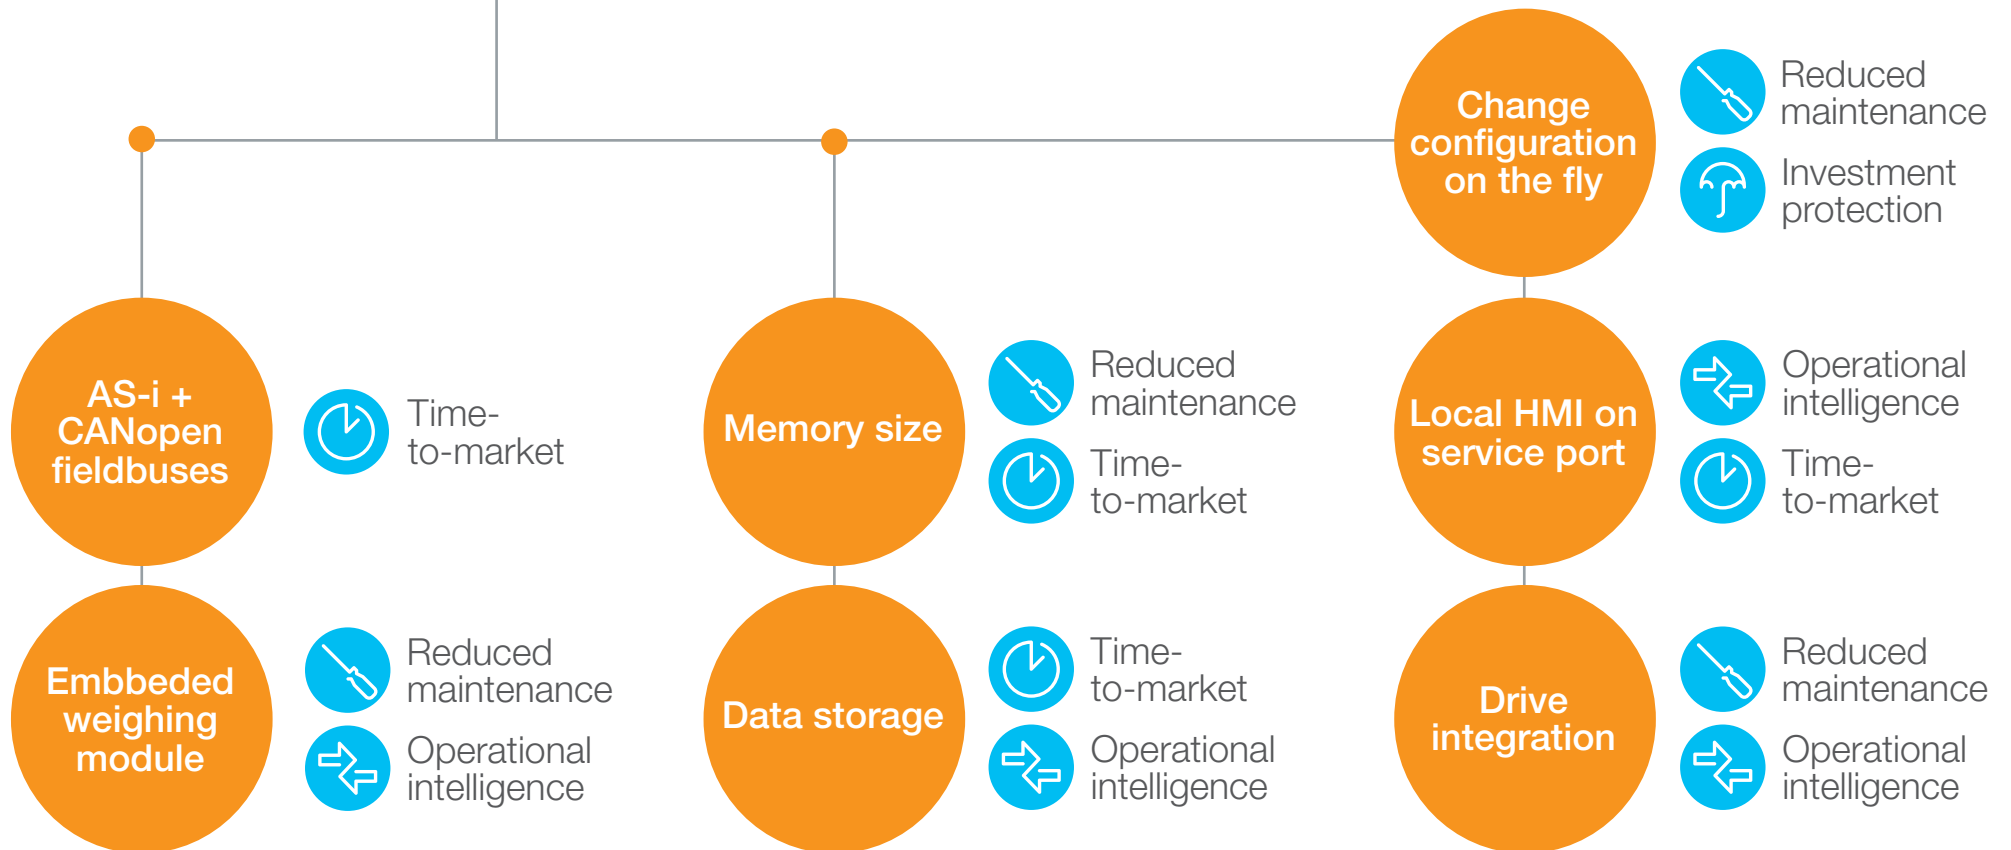 Change
configuration
on the fly
Reduced
maintenance
Investment
protection
AS-i +
CANopen
fieldbuses
Time-
to-market
Memory size
Reduced
maintenance
Time-
to-market
Local HMI on
service port
Operational
intelligence
Time-
to-market
Embbeded
weighing
module
Reduced
maintenance
Operational
intelligence
Data storage
Time-
to-market
Operational
intelligence
Drive
integration
Reduced
maintenance
Operational
intelligence